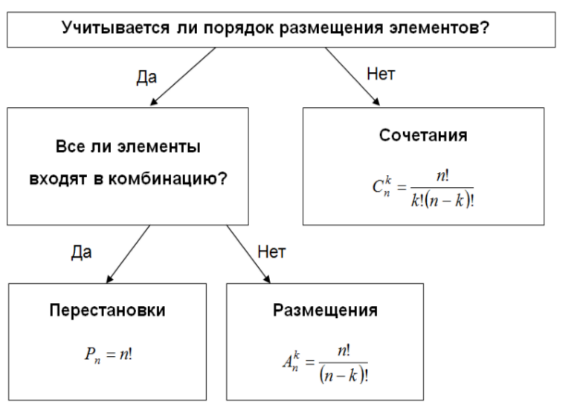 Учитывается ли порядок размещения элементов?
Да
Нет
Все ли элементы
входят в комбинацию?
Сочетания
C_n^k = n! / k!(n – k)!
Да
Нет
Перестановки
P_n = n!
Размещения
A_n^k = n! / (n – k)!